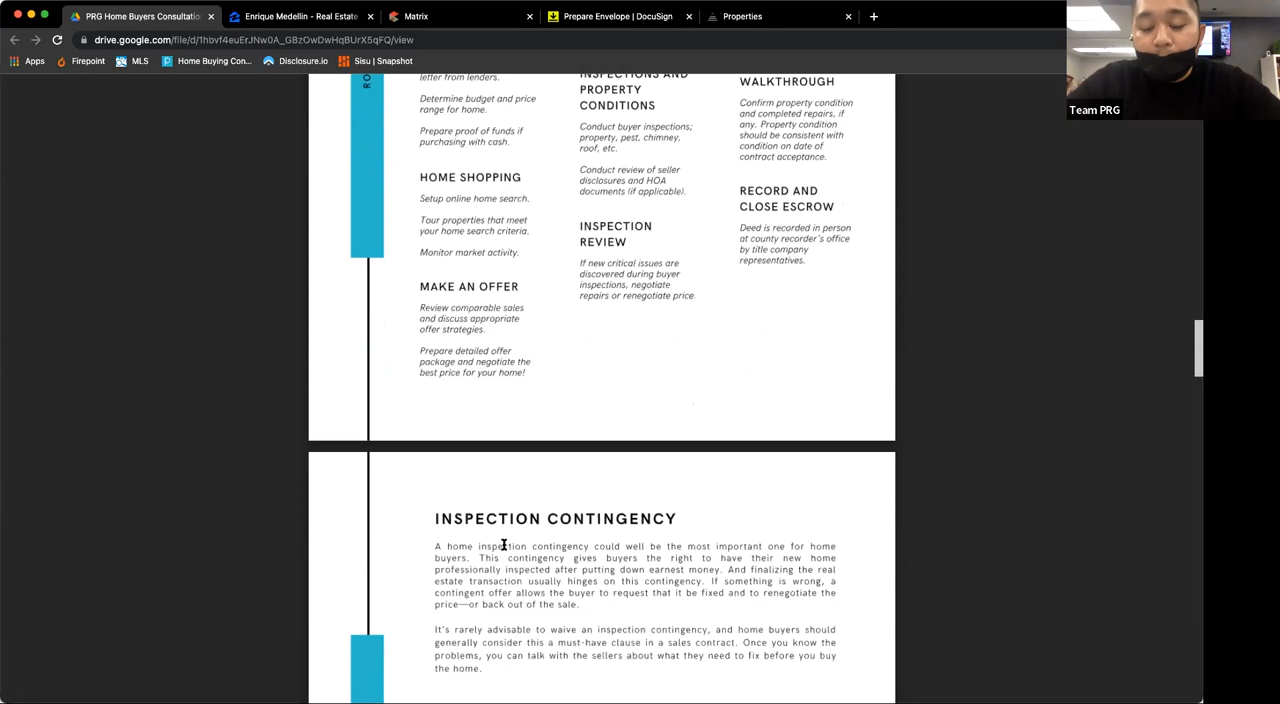 PRG Home Buyers Consultatio
Enrique Medellin - Real Estate
Matrix
Prepare Envelope | DocuSign
Properties
drive.google.com/file/d/1hbvf4euErJNw0A_GBzOwDwHqBUrX5qFQ/view
Apps
Firepoint
MLS
Home Buying Con...
Disclosure.io
Sisu | Snapshot
Team PRG
RO
letter from lenders.
Determine budget and price
range for home.
Prepare proof of funds if
purchasing with cash.
HOME SHOPPING
Setup online home search.
Tour properties that meet
your home search criteria.
Monitor market activity.
MAKE AN OFFER
Review comparable sales
and discuss appropriate
offer strategies.
Prepare detailed offer
package and negotiate the
best price for your home!
INSPECTIONS AND
PROPERTY
CONDITIONS
Conduct buyer inspections;
property, pest, chimney,
roof, etc.
Conduct review of seller
disclosures and HOA
documents (if applicable).
INSPECTION
REVIEW
If new critical issues are
discovered during buyer
inspections, negotiate
repairs or renegotiate price.
WALKTHROUGH
Confirm property condition
and completed repairs, if
any. Property condition
should be consistent with
condition on date of
contract acceptance.
RECORD AND
CLOSE ESCROW
Deed is recorded in person
at county recorder's office
by title company
representatives.
INSPECTION CONTINGENCY
A home inspection contingency could well be the most important one for home
buyers. This contingency gives buyers the right to have their new home
professionally inspected after putting down earnest money. And finalizing the real
estate transaction usually hinges on this contingency. If something is wrong, a
contingent offer allows the buyer to request that it be fixed and to renegotiate the
price—or back out of the sale.
It's rarely advisable to waive an inspection contingency, and home buyers should
generally consider this a must-have clause in a sales contract. Once you know the
problems, you can talk with the sellers about what they need to fix before you buy
the home.